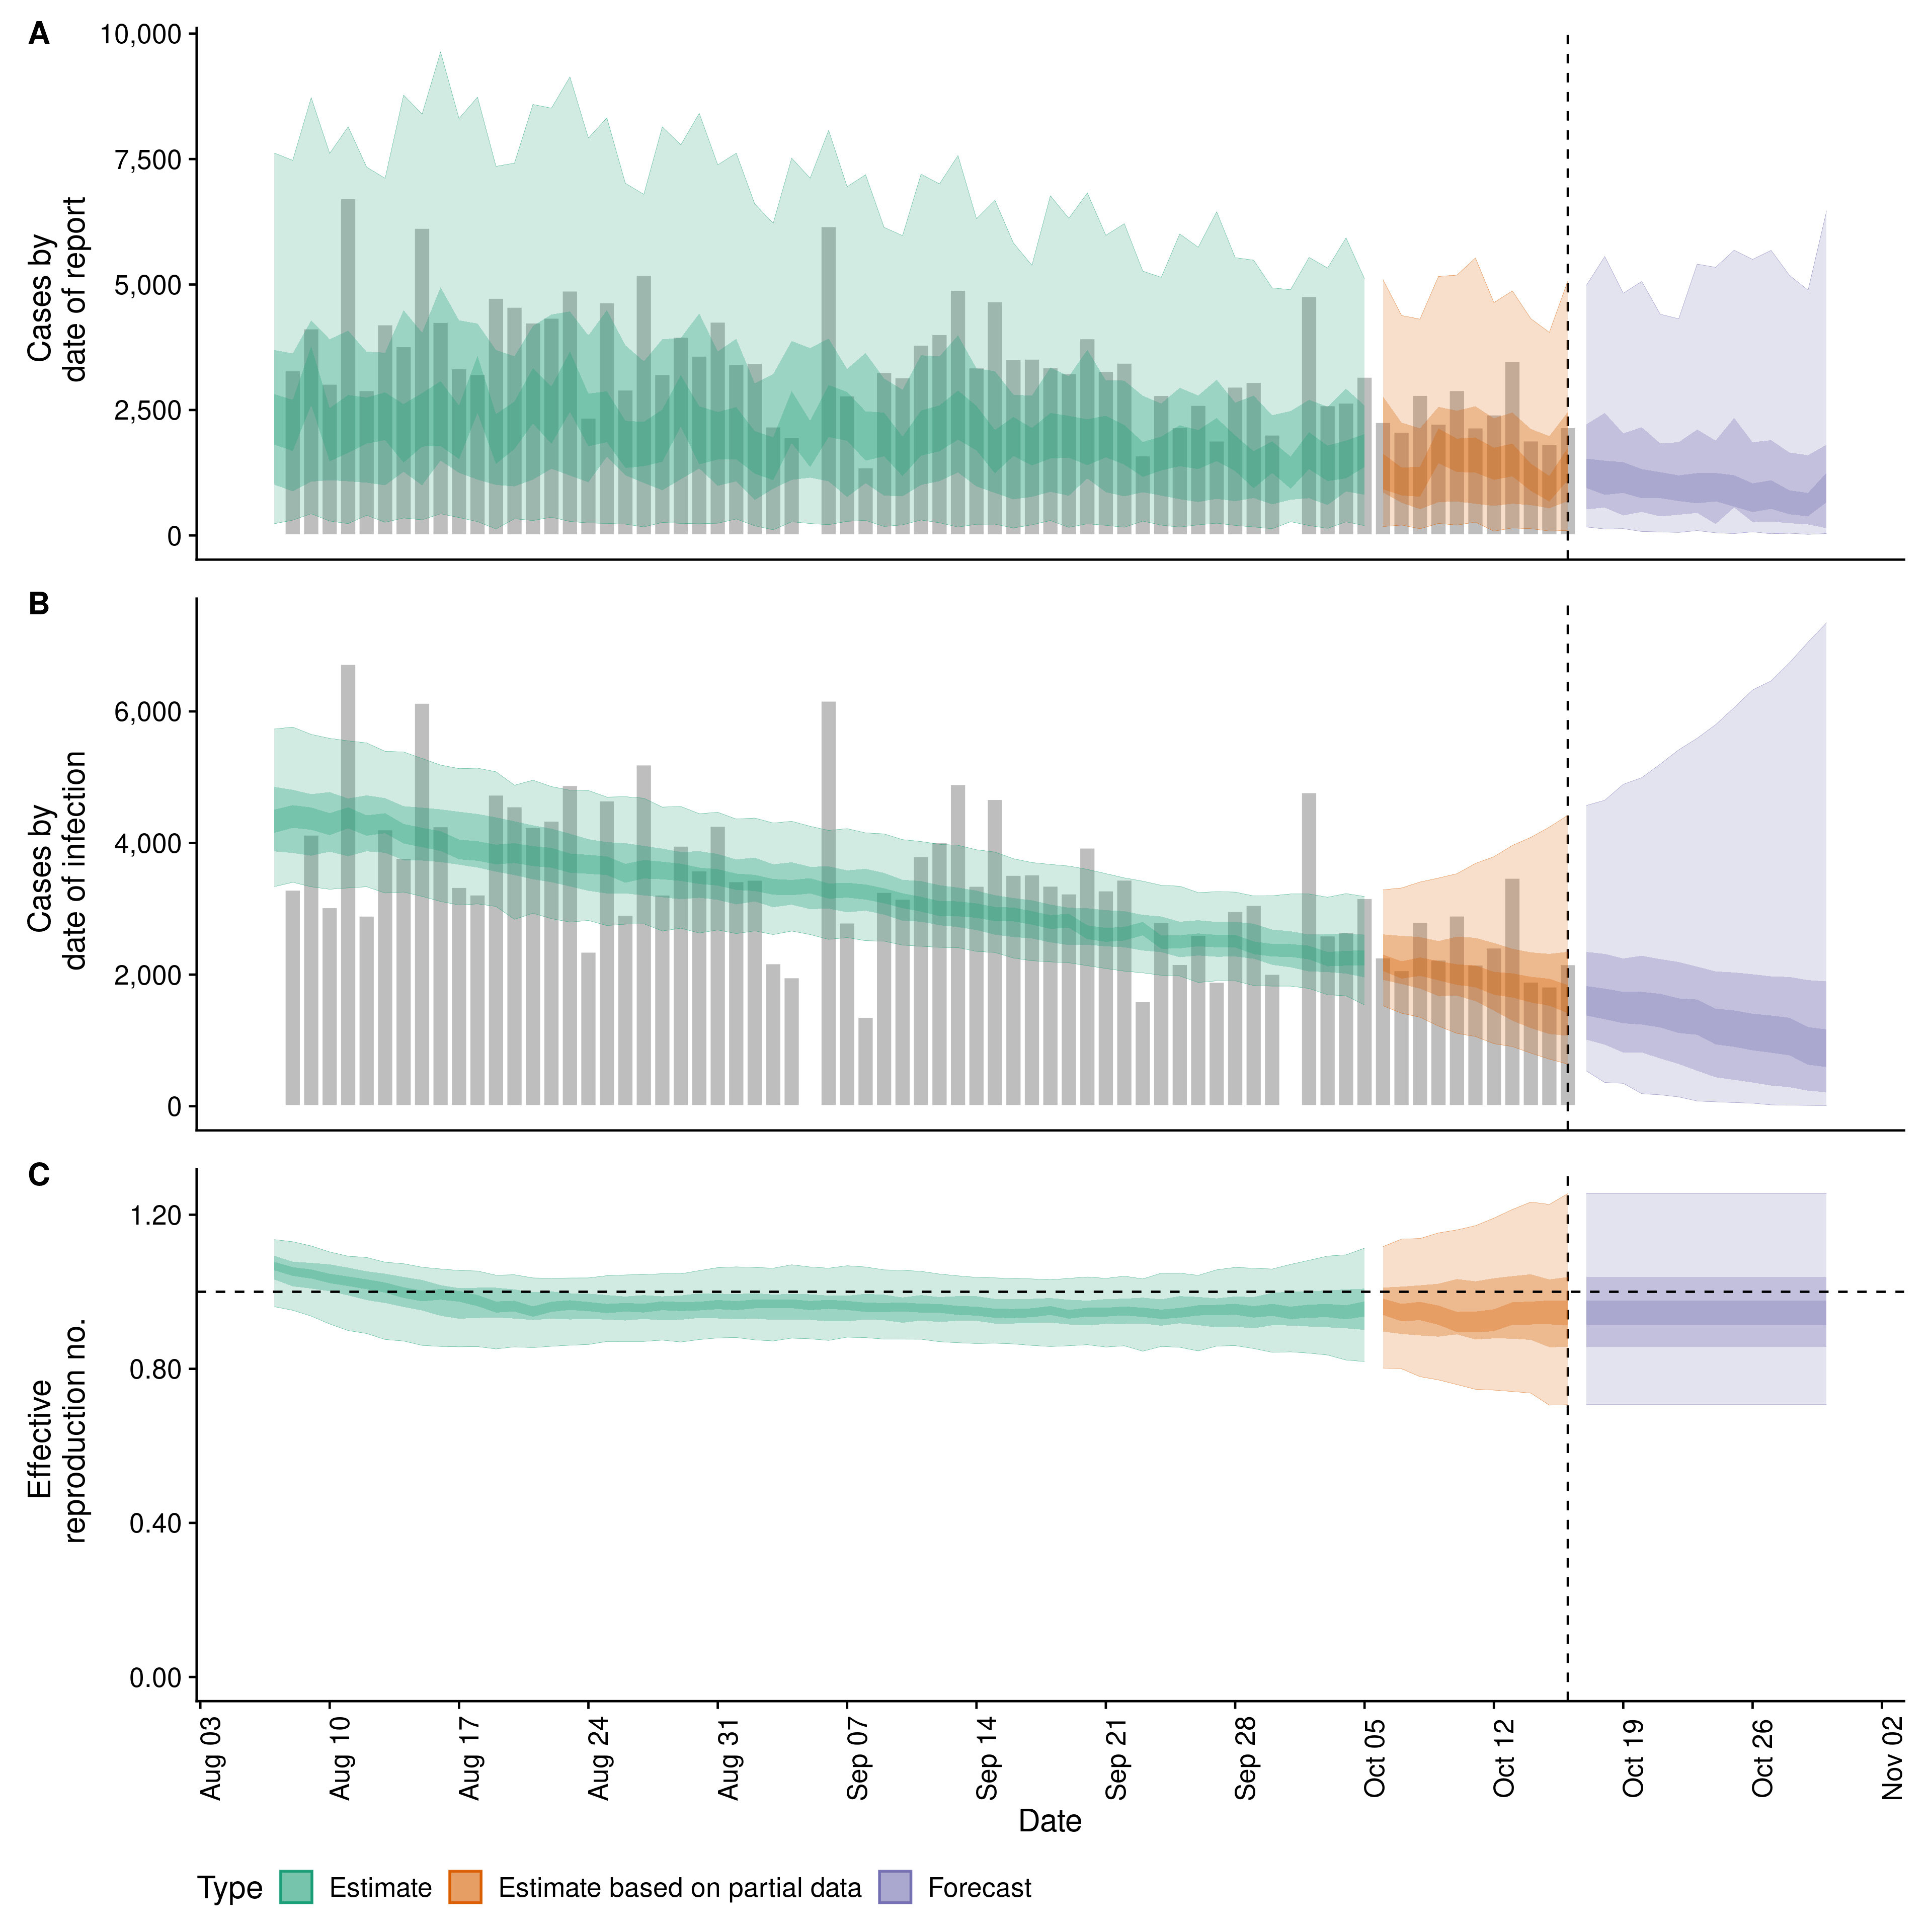 A
10,000
7,500
5,000
2,500
0
Cases by
date of report
B
6,000
4,000
2,000
0
Cases by
date of infection
C
1.20
0.80
0.40
0.00
Effective
reproduction no.
Aug 03
Aug 10
Aug 17
Aug 24
Aug 31
Sep 07
Sep 14
Sep 21
Sep 28
Oct 05
Oct 12
Oct 19
Oct 26
Nov 02
Date
Type Estimate Estimate based on partial data Forecast